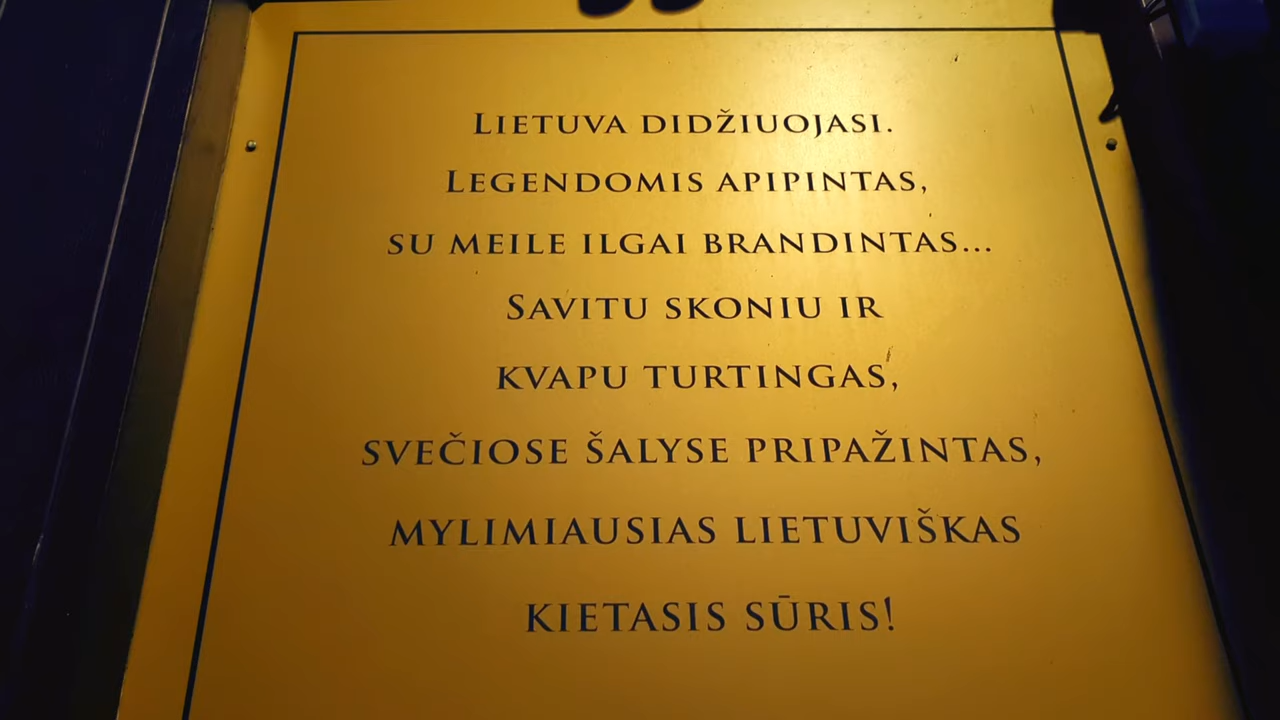 Lietuva didžiuojasi.
Legendomis apipintas,
su meile ilgai brandintas...
Savitu skoniu ir
kvapu turtingas,
svečiose šalyse pripažintas,
mylimiausias lietuviškas
kietasis sūris!